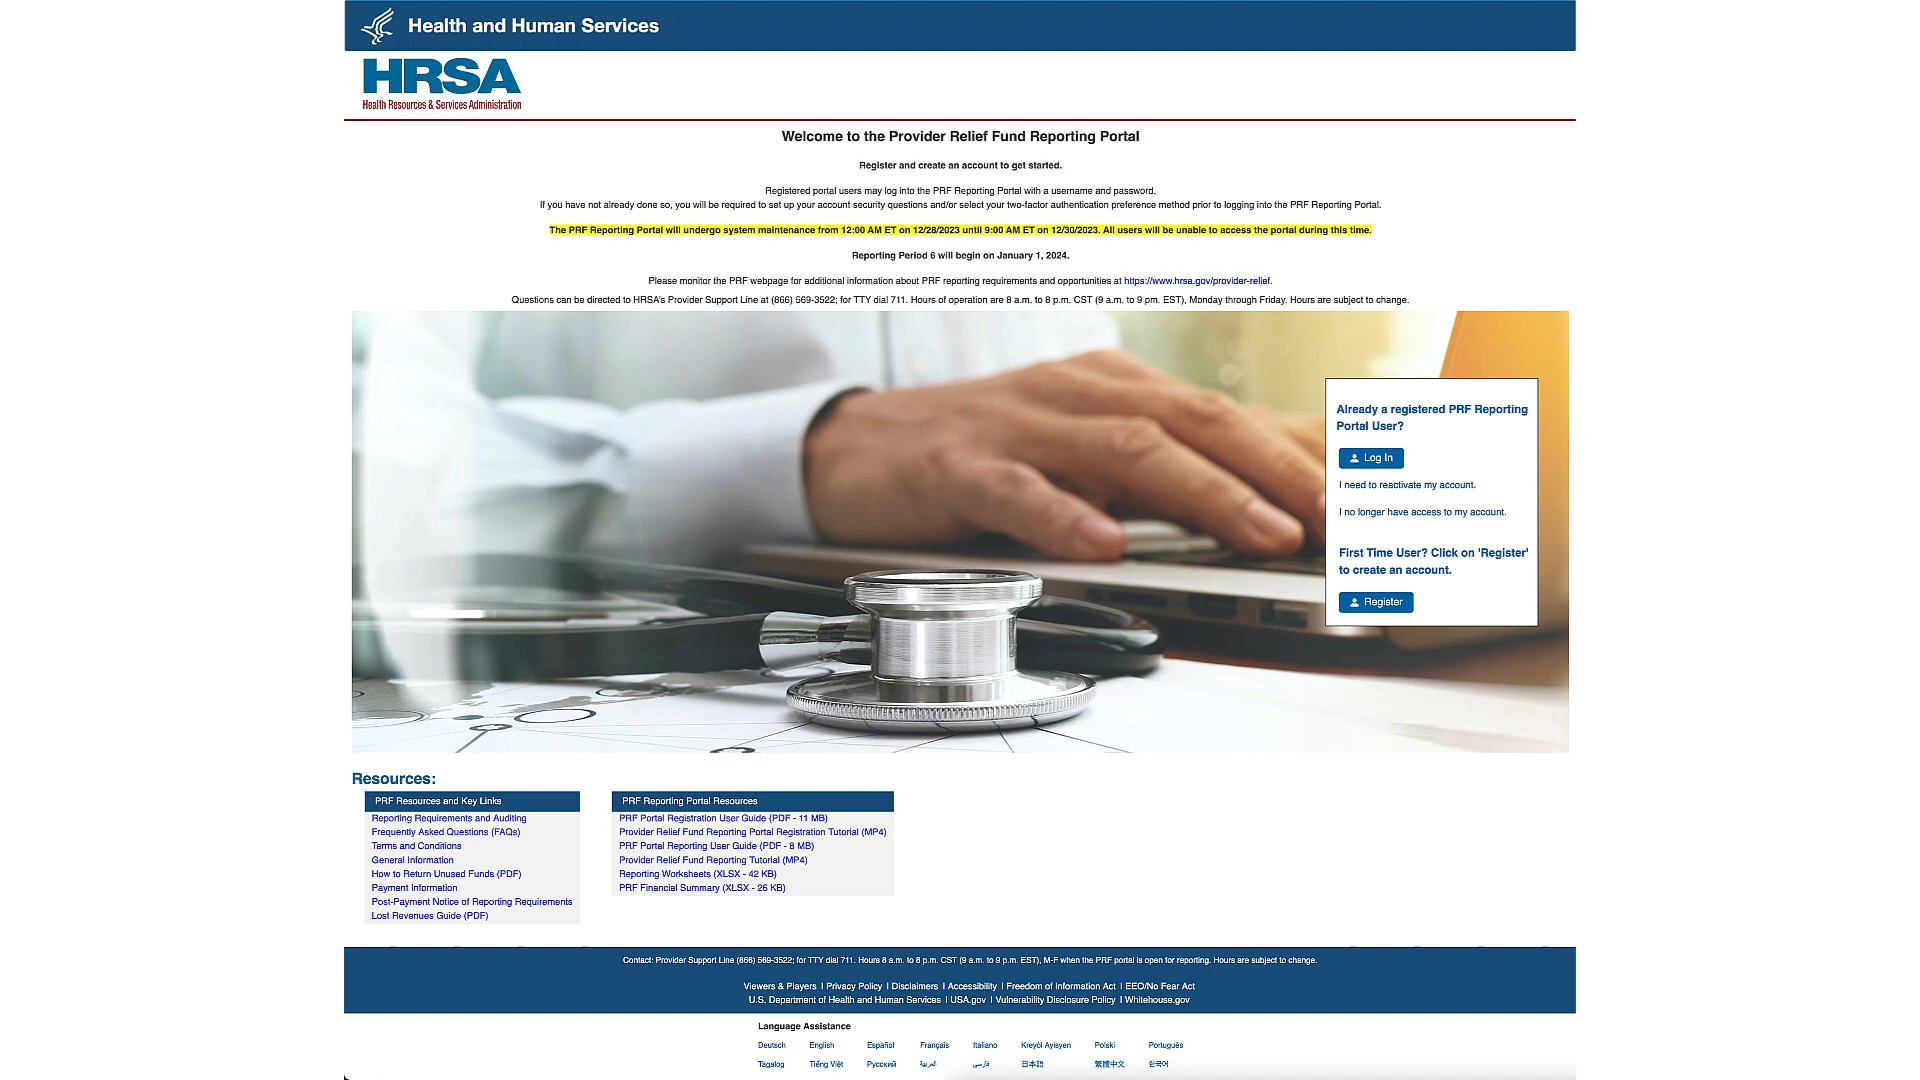 Health and Human Services
HRSA
Health Resources & Services Administration
Welcome to the Provider Relief Fund Reporting Portal
Register and create an account to get started.
Registered portal users may log into the PRF Reporting Portal with a username and password.
If you have not already done so, you will be required to set up your account security questions and/or select your two-factor authentication preference method prior to logging into the PRF Reporting Portal.
The PRF Reporting Portal will undergo system maintenance from 12:00 AM ET on 12/28/2023 until 9:00 AM ET on 12/30/2023. All users will be unable to access the portal during this time.
Reporting Period 6 will begin on January 1, 2024.
Please monitor the PRF webpage for additional information about PRF reporting requirements and opportunities at https://www.hrsa.gov/provider-relief.
Questions can be directed to HRSA's Provider Support Line at (866) 569-3522; for TTY dial 711. Hours of operation are 8 a.m. to 8 p.m. CST (9 a.m. to 9 pm. EST), Monday through Friday. Hours are subject to change.
Already a registered PRF Reporting
Portal User?
Log In
I need to reactivate my account.
I no longer have access to my account.
First Time User? Click on 'Register'
to create an account.
Register
Resources:
PRF Resources and Key Links
Reporting Requirements and Auditing
Frequently Asked Questions (FAQs)
Terms and Conditions
General Information
How to Return Unused Funds (PDF)
Payment Information
Post-Payment Notice of Reporting Requirements
Lost Revenues Guide (PDF)
PRF Reporting Portal Resources
PRF Portal Registration User Guide (PDF - 11 MB)
Provider Relief Fund Reporting Portal Registration Tutorial (MP4)
PRF Portal Reporting User Guide (PDF - 8 MB)
Provider Relief Fund Reporting Tutorial (MP4)
Reporting Worksheets (XLSX - 42 KB)
PRF Financial Summary (XLSX - 26 KB)
Contact: Provider Support Line (866) 569-3522; for TTY dial 711. Hours 8 a.m. to 8 p.m. CST (9 a.m. to 9 p.m. EST), M-F when the PRF portal is open for reporting. Hours are subject to change.
Viewers & Players | Privacy Policy | Disclaimers | Accessibility | Freedom of Information Act | EEO/No Fear Act
U.S. Department of Health and Human Services | USA.gov | Vulnerability Disclosure Policy | Whitehouse.gov
Language Assistance
Deutsch English Español Français Italiano Kreyòl Ayisyen Polski Português
Tagalog Tiếng Việt Русский العربية فارسی 日本語 繁體中文 한국어